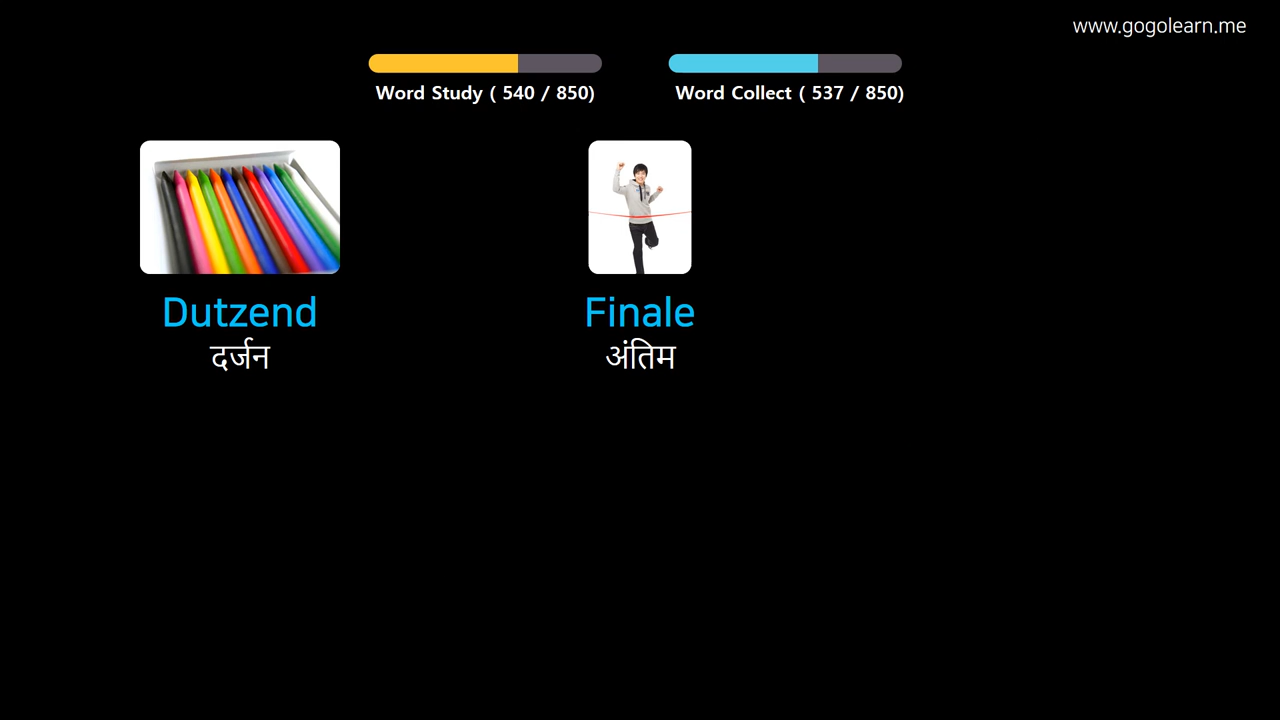 www.gogolearn.me
Word Study ( 540 / 850)
Word Collect ( 537 / 850)
Dutzend
दर्जन
Finale
अंतिम